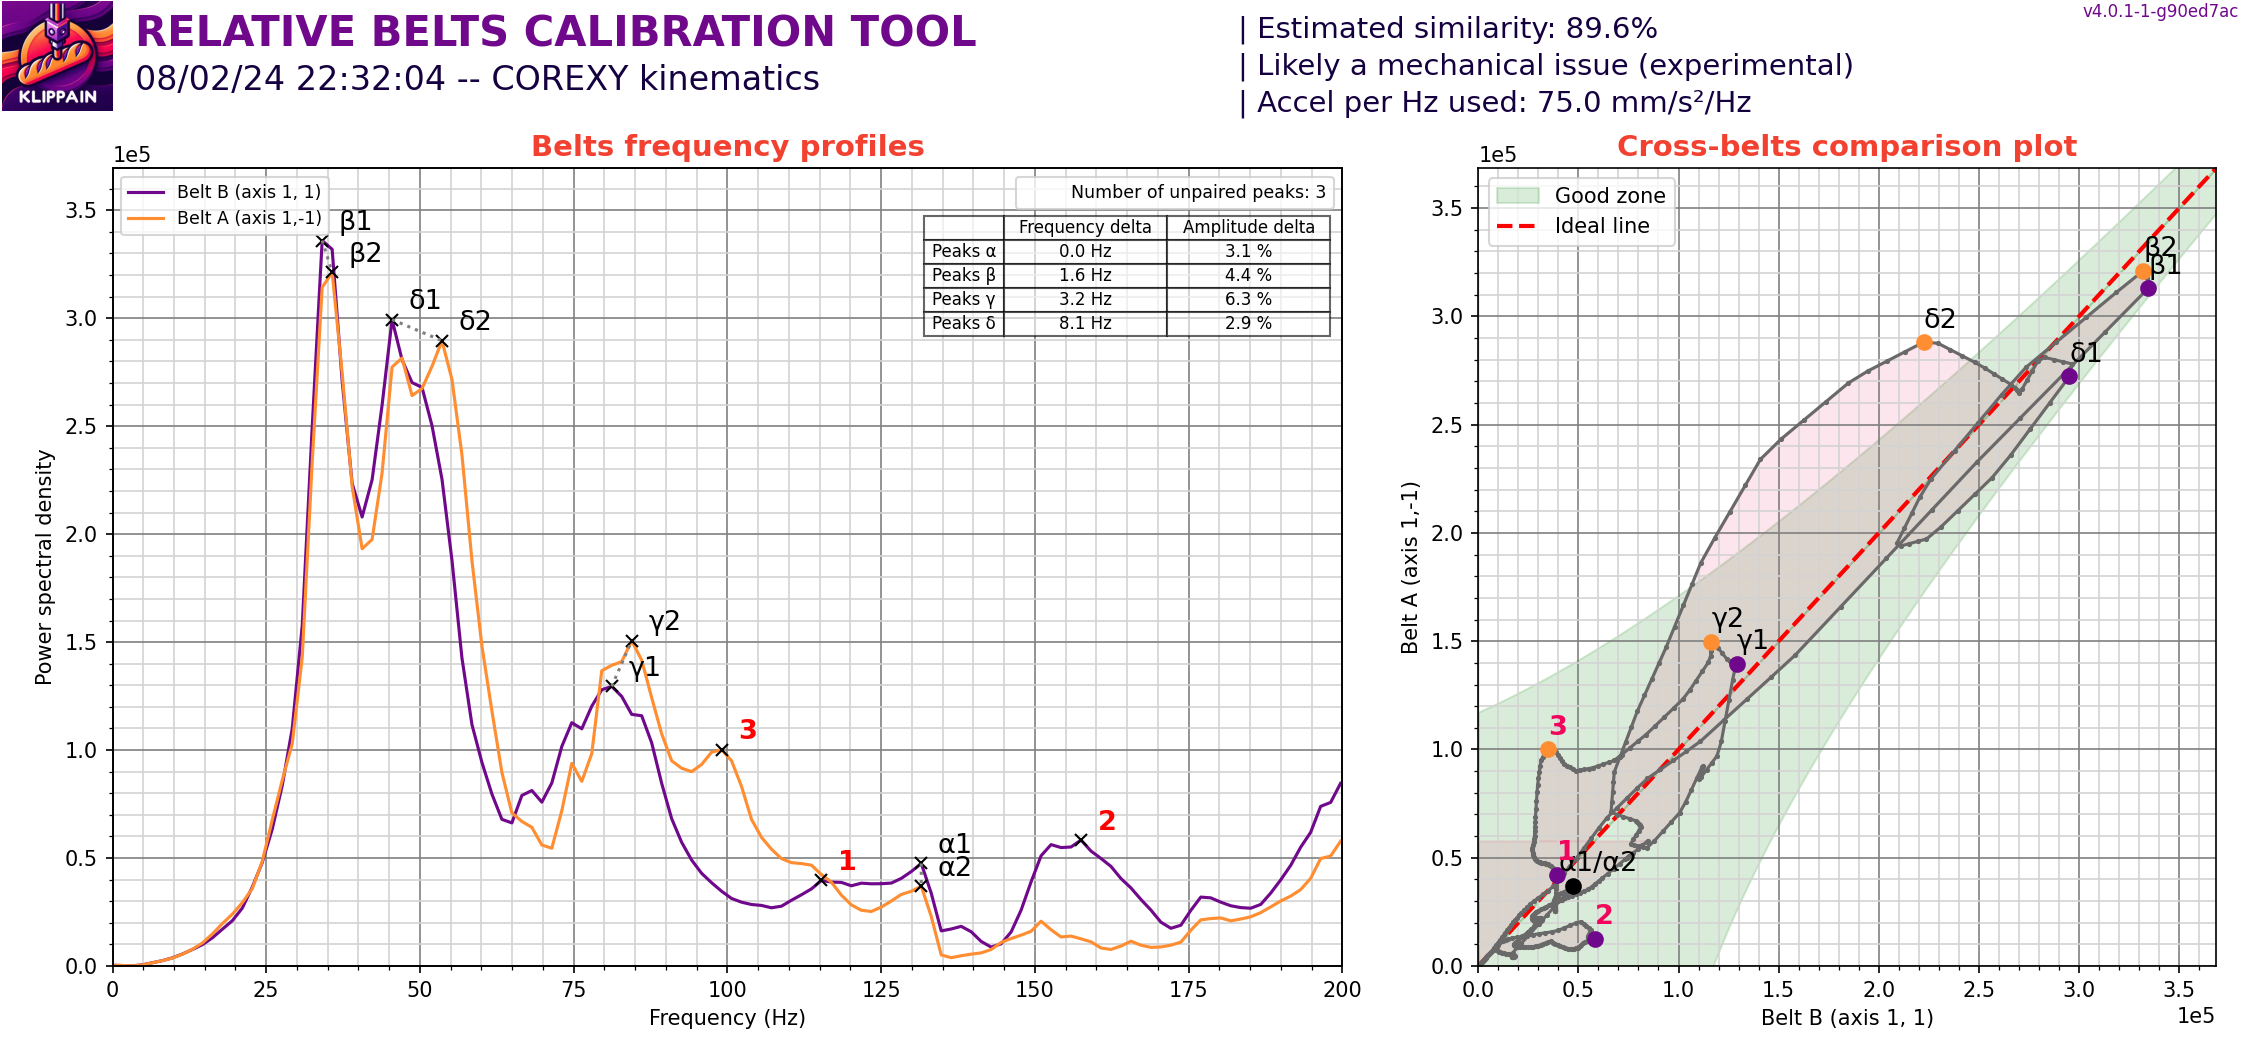 KLIPPAIN
RELATIVE BELTS CALIBRATION TOOL
08/02/24 22:32:04 -- COREXY kinematics
| Estimated similarity: 89.6%
| Likely a mechanical issue (experimental)
| Accel per Hz used: 75.0 mm/s²/Hz
v4.0.1-1-g90ed7ac
Belts frequency profiles
1e5
Belt B (axis 1, 1)
Belt A (axis 1,-1)
Number of unpaired peaks: 3
Frequency delta Amplitude delta
Peaks α 0.0 Hz 3.1 %
Peaks β 1.6 Hz 4.4 %
Peaks γ 3.2 Hz 6.3 %
Peaks δ 8.1 Hz 2.9 %
β1
β2
δ1
δ2
γ2
γ1
3
2
1
α1
α2
3.5
3.0
2.5
2.0
1.5
1.0
0.5
0.0
0 25 50 75 100 125 150 175 200
Power spectral density
Frequency (Hz)
Cross-belts comparison plot
1e5
Good zone
Ideal line
β2
β1
δ2
δ1
γ2
γ1
3
1
α1/α2
2
3.5
3.0
2.5
2.0
1.5
1.0
0.5
0.0
0.0 0.5 1.0 1.5 2.0 2.5 3.0 3.5
Belt A (axis 1,-1)
Belt B (axis 1, 1)
1e5